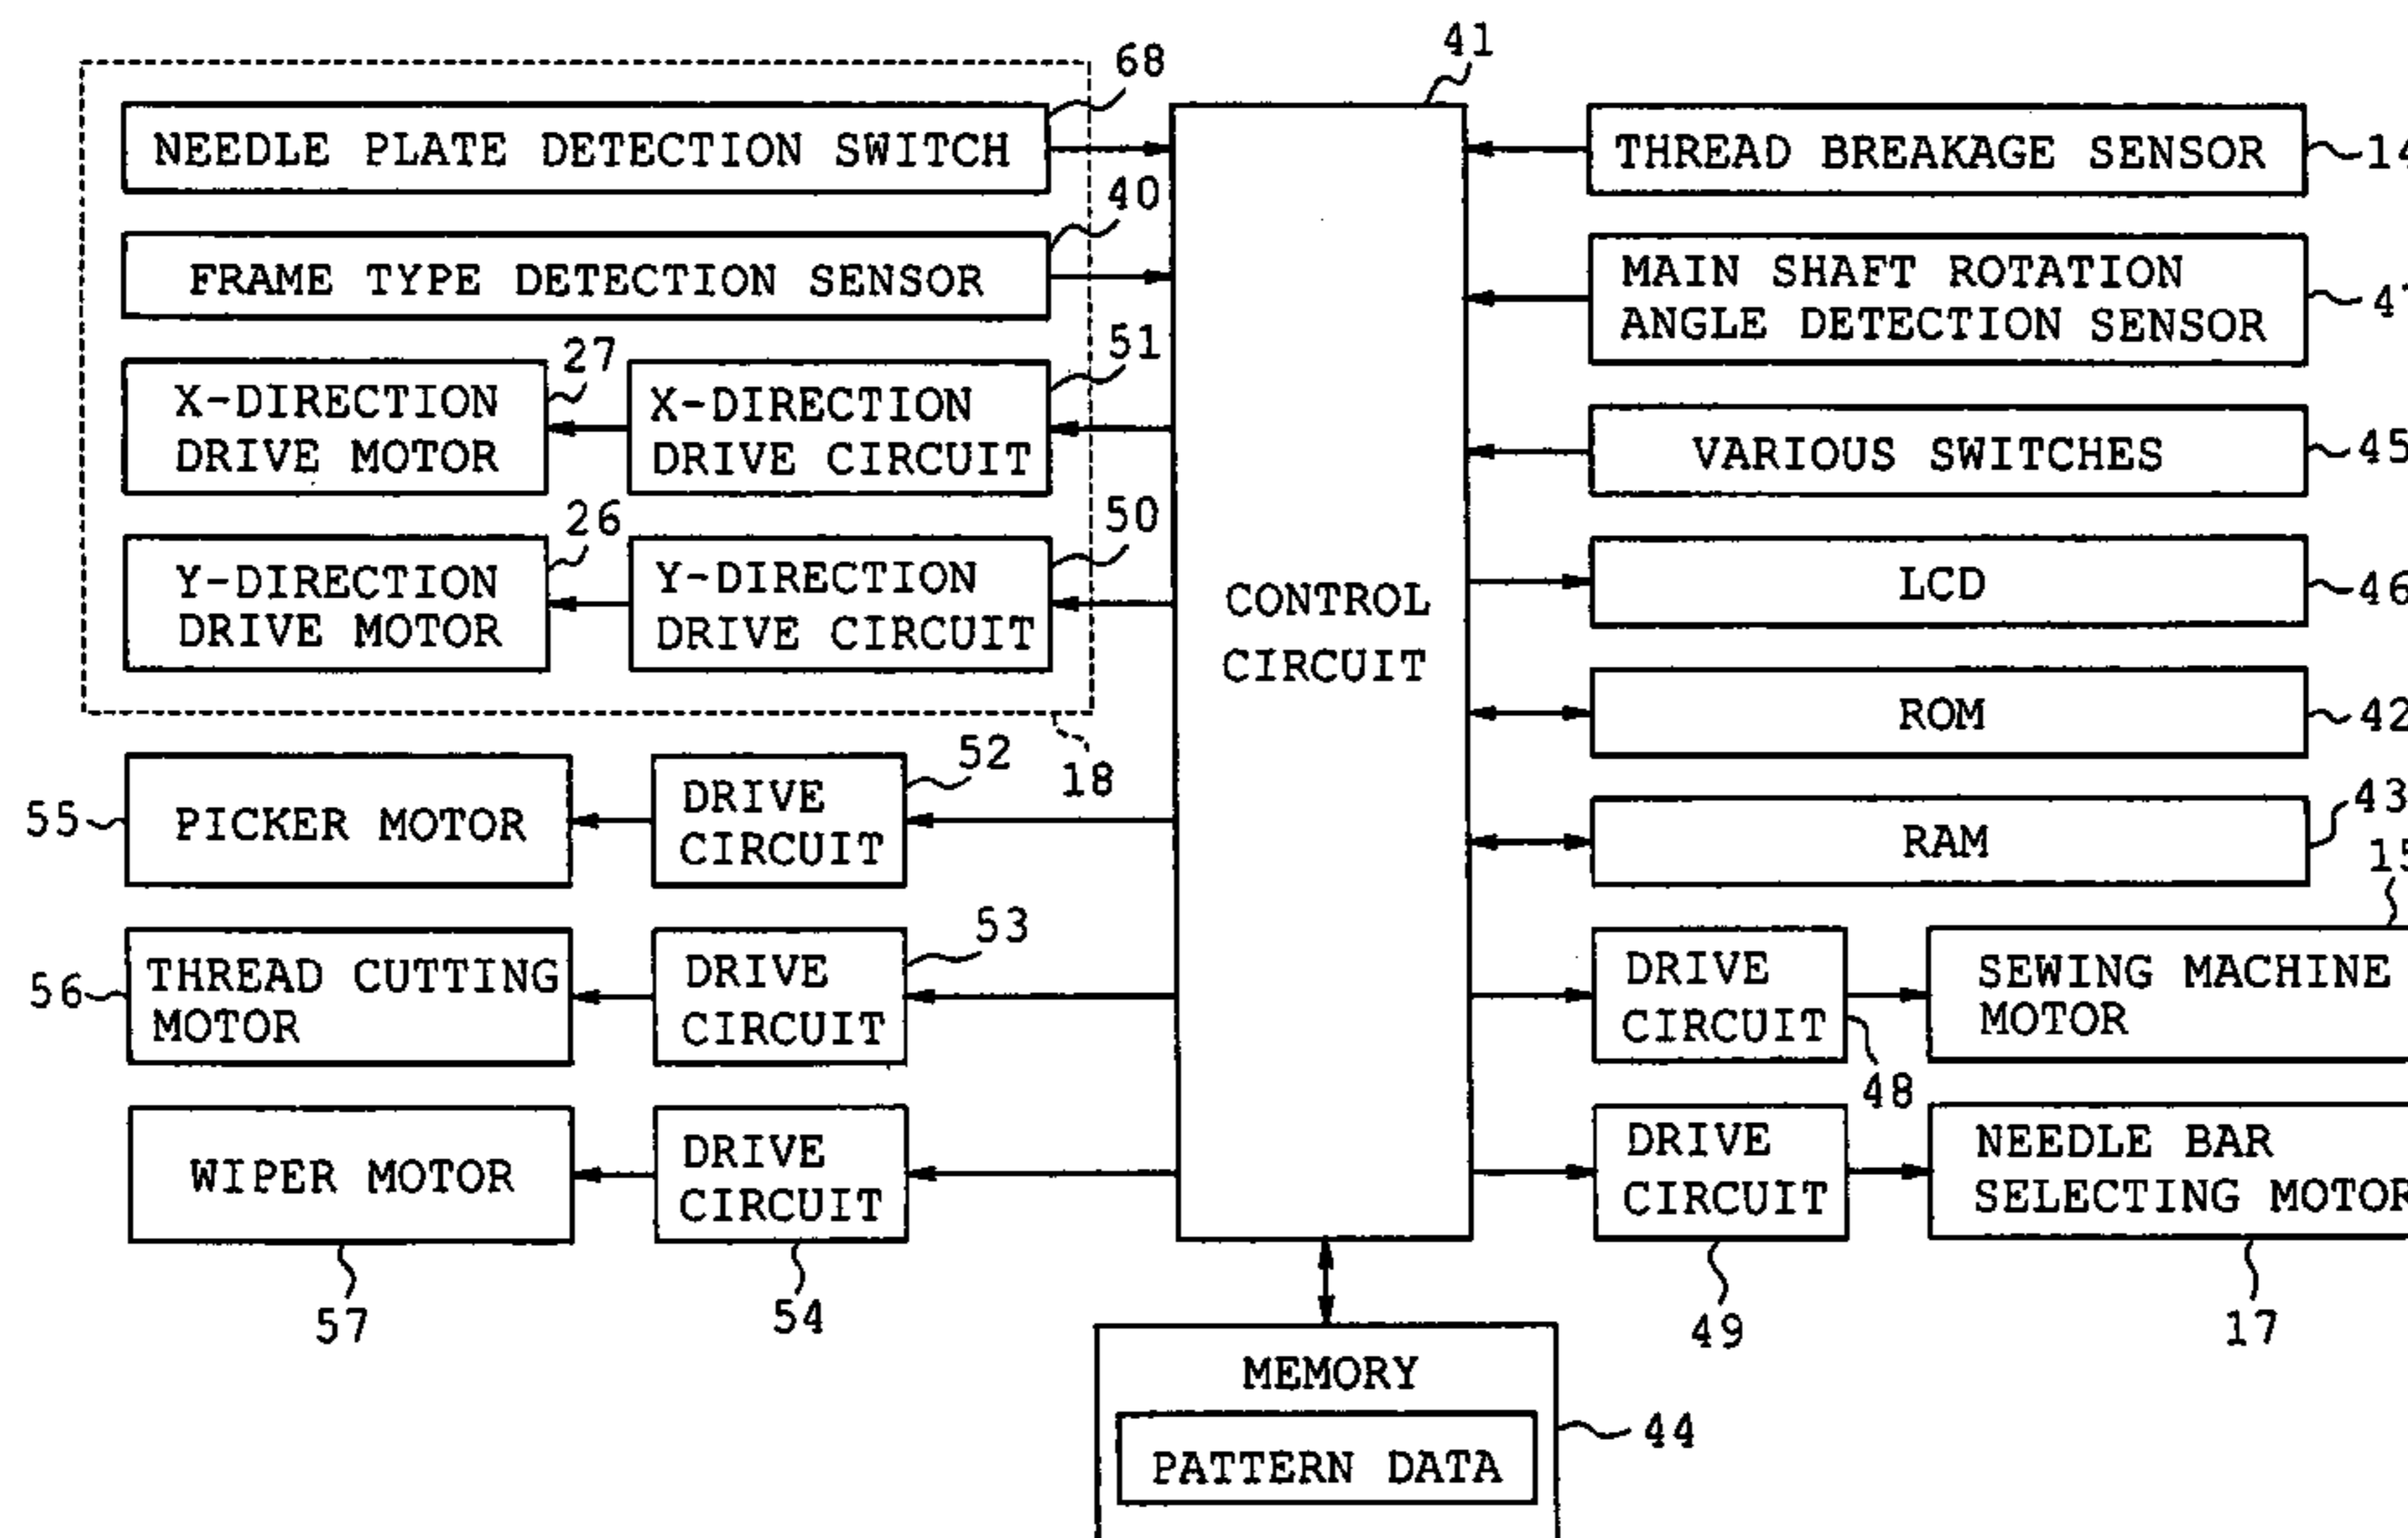 41
68
NEEDLE PLATE DETECTION SWITCH
THREAD BREAKAGE SENSOR
40
FRAME TYPE DETECTION SENSOR
MAIN SHAFT ROTATION
ANGLE DETECTION SENSOR
27
51
X-DIRECTION
DRIVE MOTOR
X-DIRECTION
DRIVE CIRCUIT
VARIOUS SWITCHES
45
26
50
Y-DIRECTION
DRIVE MOTOR
Y-DIRECTION
DRIVE CIRCUIT
LCD
46
CONTROL
CIRCUIT
ROM
42
18
52
PICKER MOTOR
55
DRIVE
CIRCUIT
RAM
43
15
53
56
THREAD CUTTING
MOTOR
DRIVE
CIRCUIT
DRIVE
CIRCUIT
48
SEWING MACHINE
MOTOR
WIPER MOTOR
57
DRIVE
CIRCUIT
54
DRIVE
CIRCUIT
49
NEEDLE BAR
SELECTING MOTOR
17
MEMORY
44
PATTERN DATA